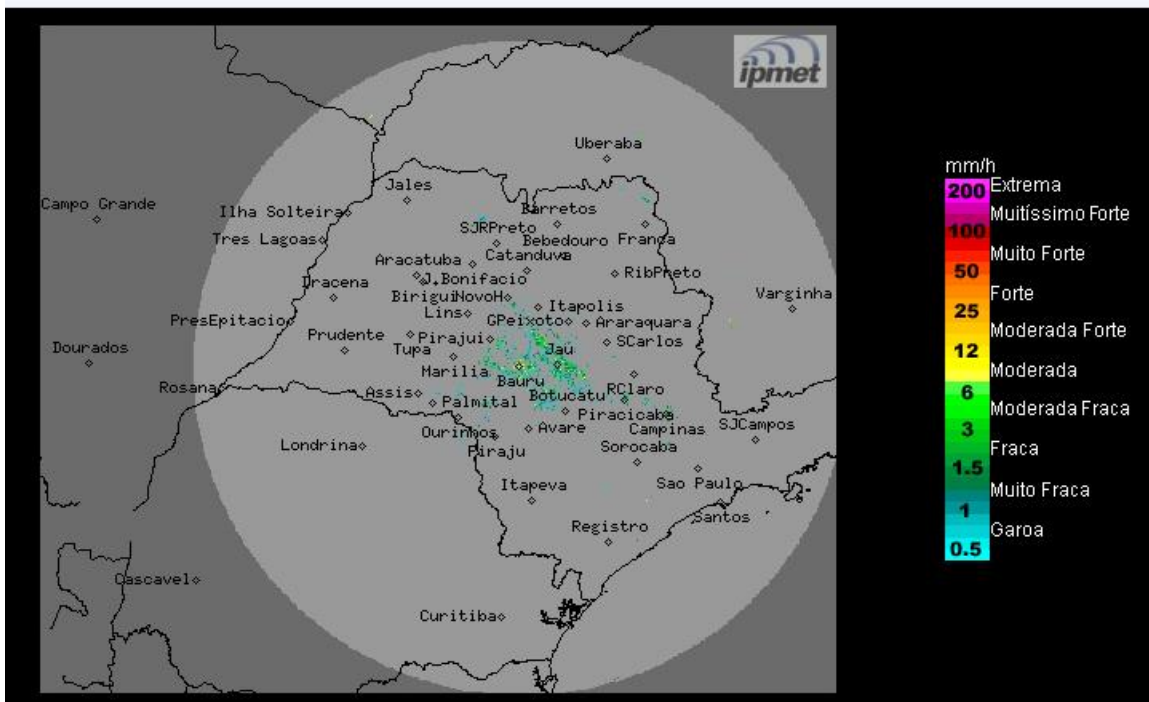 ipmet
Uberaba
Jales
Campo Grande
Ilha Solteira
Barretos
SJRPreto
Tres Lagoas
Bebedouro
Franca
Catanduva
Aracatuba
J.Bonifacio
RibPreto
Dracena
Varginha
Birigui
NovoH
Itapolis
Lins
PresEpitacio
GPeixoto
Araraquara
Prudente
Pirajui
SCarlos
Dourados
Tupa
Jau
Marilia
Bauru
Rosana
Assis
Botucatu
RClaro
Palmital
Piracicaba
Ourinhos
Avare
Campinas
SJCampos
Londrina
Piraju
Sorocaba
Itapeva
Sao Paulo
Santos
Registro
Cascavel
Curitiba
mm/h
200 Extrema
Muitíssimo Forte
100
Muito Forte
50
Forte
25
Moderada Forte
12
Moderada
6
Moderada Fraca
3
Fraca
1.5
Muito Fraca
1
Garoa
0.5